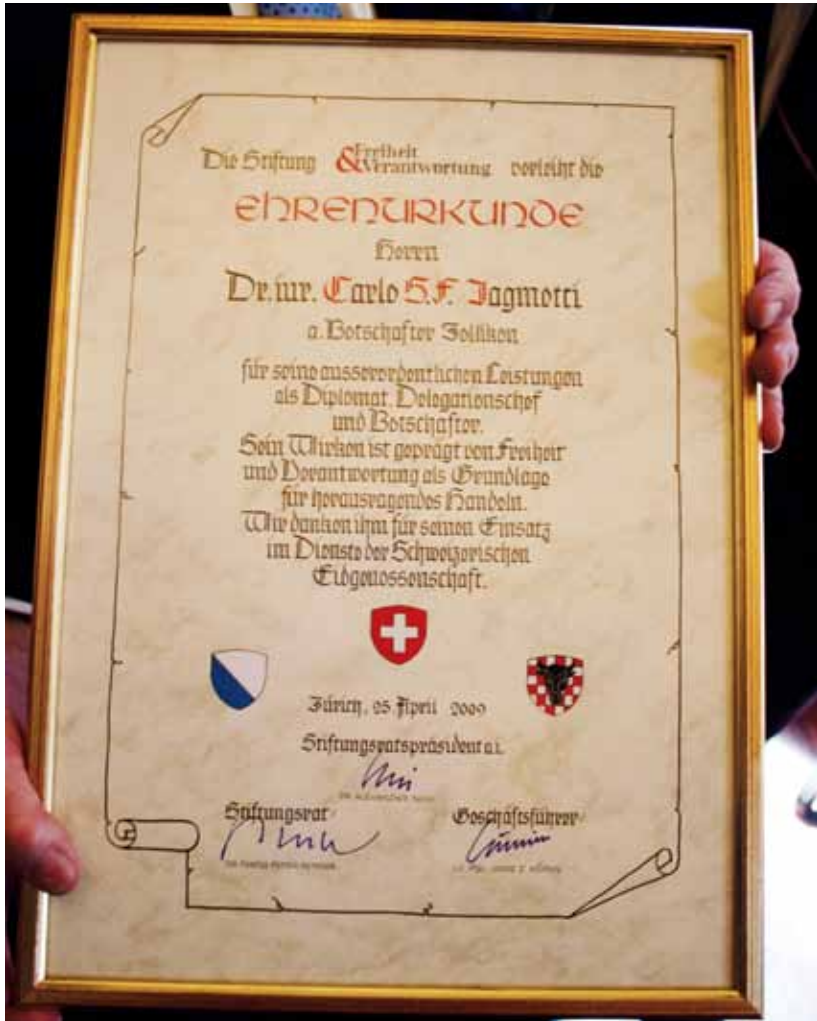 Die Stiftung Freiheit & Verantwortung verleiht die
EHRENURKUNDE
Herrn
Dr. iur. Carlo S.F. Jagmetti
a. Botschafter Zollikon
für seine ausserordentlichen Leistungen
als Diplomat Delegationschef
und Botschafter.
Sein Wirken ist geprägt von Freiheit
und Verantwortung als Grundlage
für herausragendes Handeln.
Wir danken ihm für seinen Einsatz
im Dienste der Schweizerischen
Eidgenossenschaft.
Zürich, 25 April 2009
Stiftungsratspräsident a.i.
Stiftungsrat
Geschäftsführer